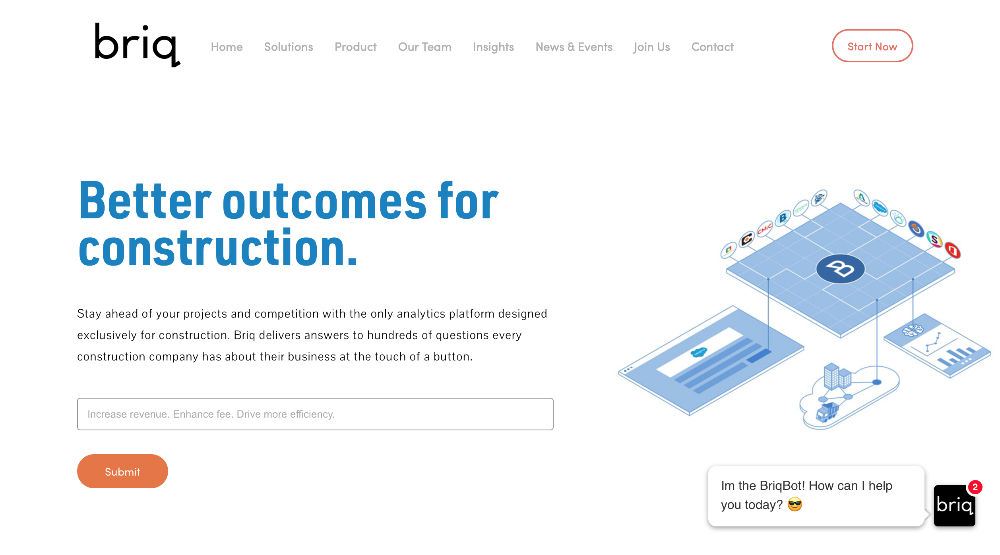 briq
Home Solutions Product Our Team Insights News & Events Join Us Contact
Start Now
Better outcomes for
construction.
Stay ahead of your projects and competition with the only analytics platform designed
exclusively for construction. Briq delivers answers to hundreds of questions every
construction company has about their business at the touch of a button.
Increase revenue. Enhance fee. Drive more efficiency.
Submit
VOYAGE
B
CMiC
C
S
B
salesforce
Im the BriqBot! How can I help
you today? 😎
2
briq